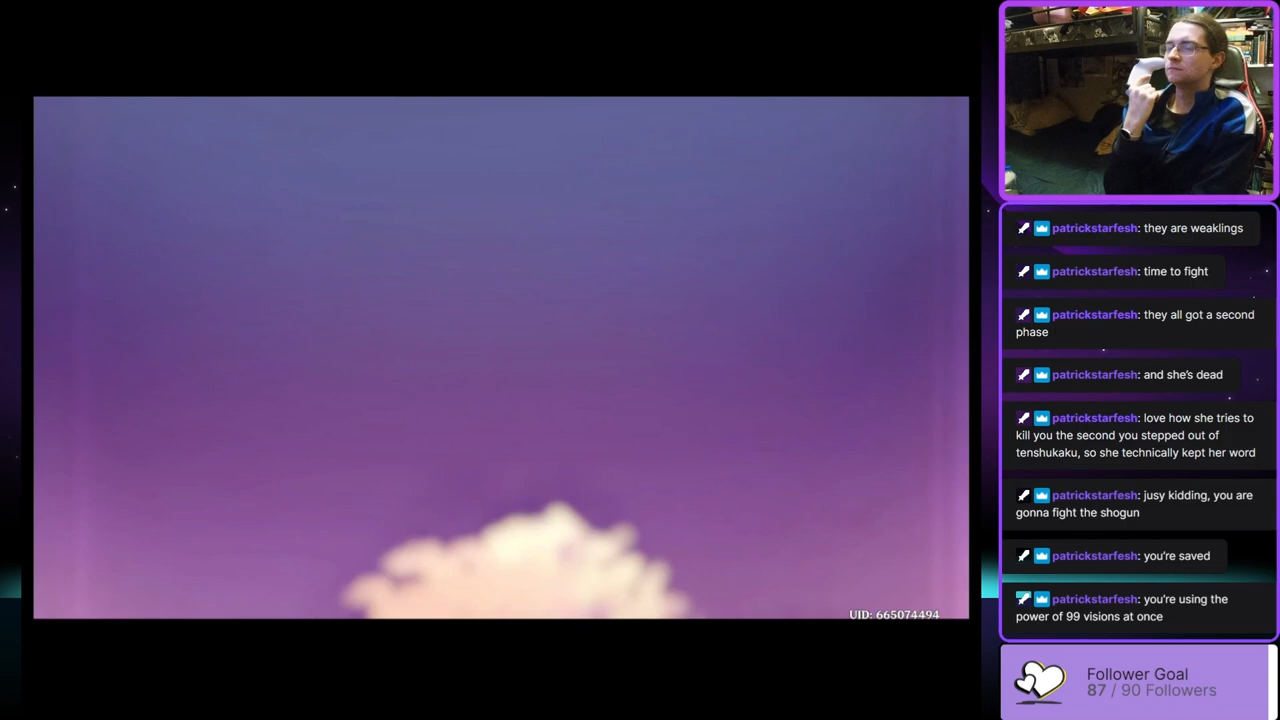 patrickstarfesh: they are weaklings
patrickstarfesh: time to fight
patrickstarfesh: they all got a second
phase
patrickstarfesh: and she's dead
patrickstarfesh: love how she tries to
kill you the second you stepped out of
tenshukaku, so she technically kept her word
patrickstarfesh: jusy kidding, you are
gonna fight the shogun
patrickstarfesh: you're saved
patrickstarfesh: you're using the
power of 99 visions at once
UID: 665074494
Follower Goal
87 / 90 Followers